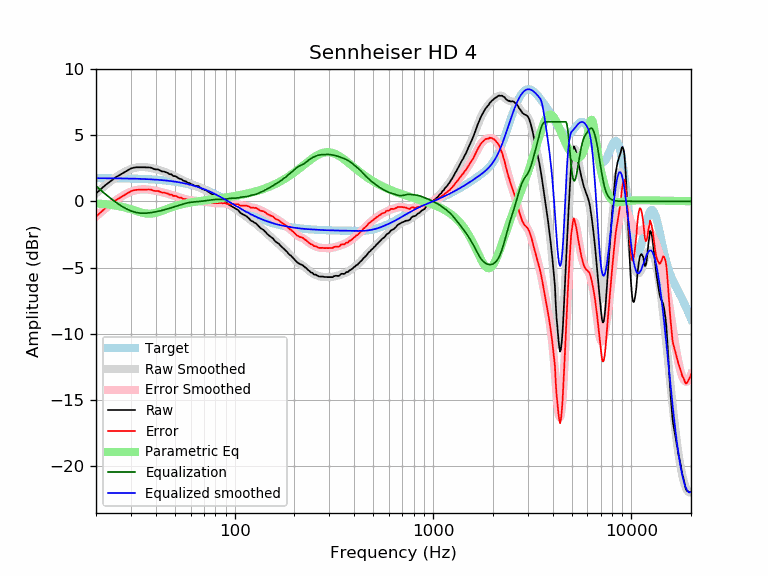 Sennheiser HD 4
Amplitude (dBr)
10
5
0
−5
−10
−15
−20
Target
Raw Smoothed
Error Smoothed
Raw
Error
Parametric Eq
Equalization
Equalized smoothed
100
1000
10000
Frequency (Hz)